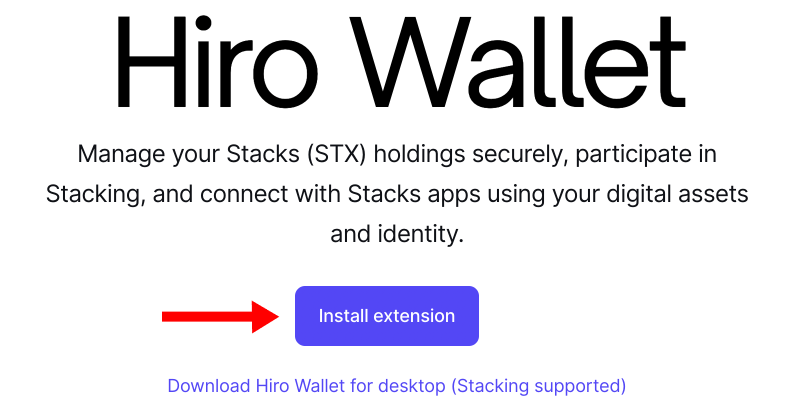 Hiro Wallet
Manage your Stacks (STX) holdings securely, participate in
Stacking, and connect with Stacks apps using your digital assets
and identity.
Install extension
Download Hiro Wallet for desktop (Stacking supported)